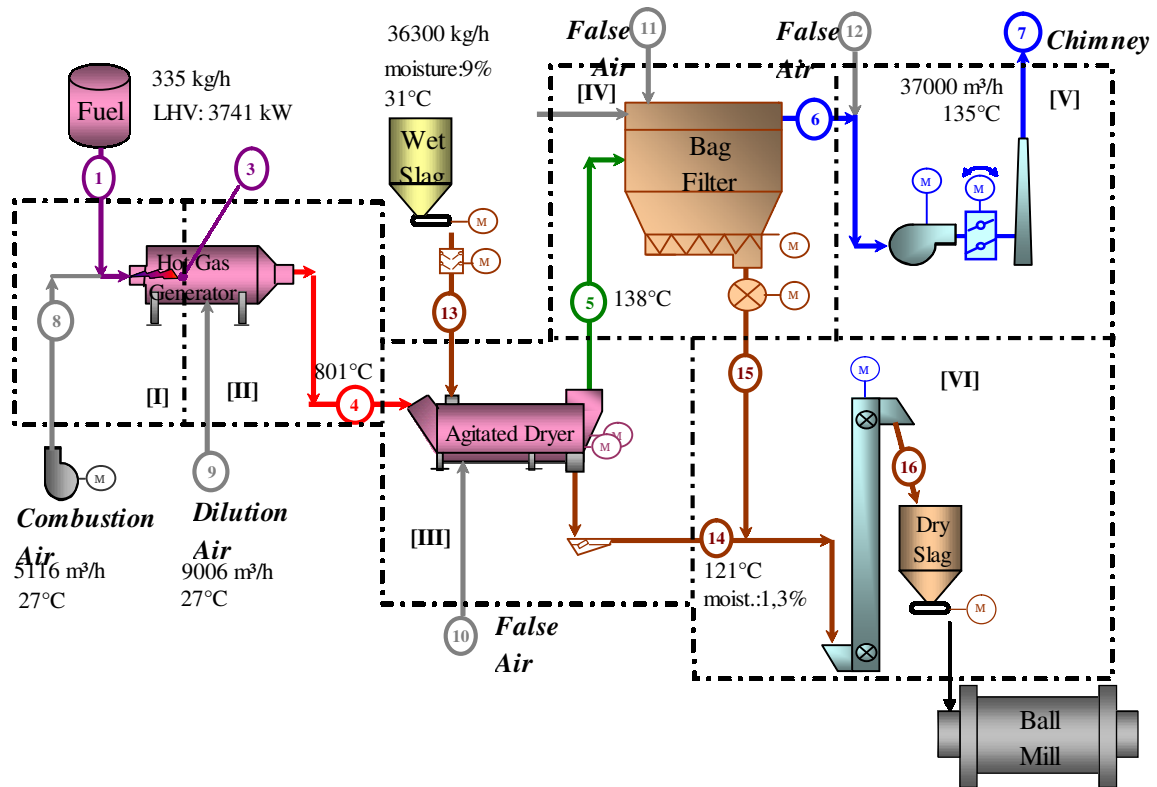 Fuel
335 kg/h
LHV: 3741 kW
1
3
Hot Gas
Generator
8
9
[I]
[II]
801°C
4
M
Combustion
Air
5116 m³/h
27°C
Dilution
Air
9006 m³/h
27°C
36300 kg/h
moisture:9%
31°C
Wet
Slag
M
M
13
Agitated Dryer
M
M
[III]
10
False
Air
5
138°C
False
Air
11
[IV]
Bag
Filter
M
M
6
False
Air
12
7
Chimney
37000 m³/h
135°C
[V]
M
M
15
14
121°C
moist.:1,3%
M
[VI]
16
Dry
Slag
M
Ball
Mill